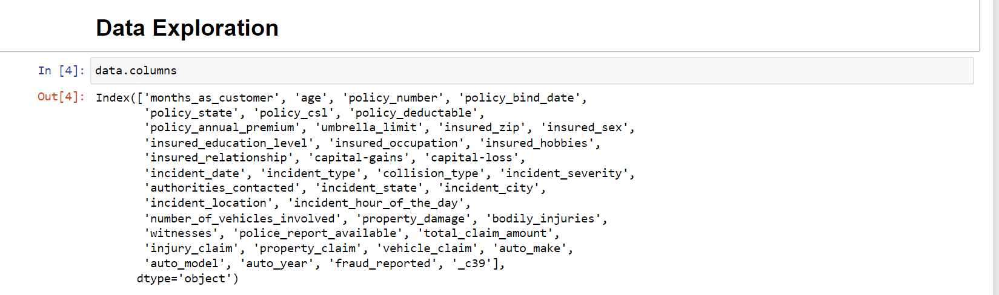 Data Exploration
In [4]: data.columns
Out[4]: Index(['months_as_customer', 'age', 'policy_number', 'policy_bind_date',
'policy_state', 'policy_csl', 'policy_deductable',
'policy_annual_premium', 'umbrella_limit', 'insured_zip', 'insured_sex',
'insured_education_level', 'insured_occupation', 'insured_hobbies',
'insured_relationship', 'capital-gains', 'capital-loss',
'incident_date', 'incident_type', 'collision_type', 'incident_severity',
'authorities_contacted', 'incident_state', 'incident_city',
'incident_location', 'incident_hour_of_the_day',
'number_of_vehicles_involved', 'property_damage', 'bodily_injuries',
'witnesses', 'police_report_available', 'total_claim_amount',
'injury_claim', 'property_claim', 'vehicle_claim', 'auto_make',
'auto_model', 'auto_year', 'fraud_reported', '_c39'],
dtype='object')